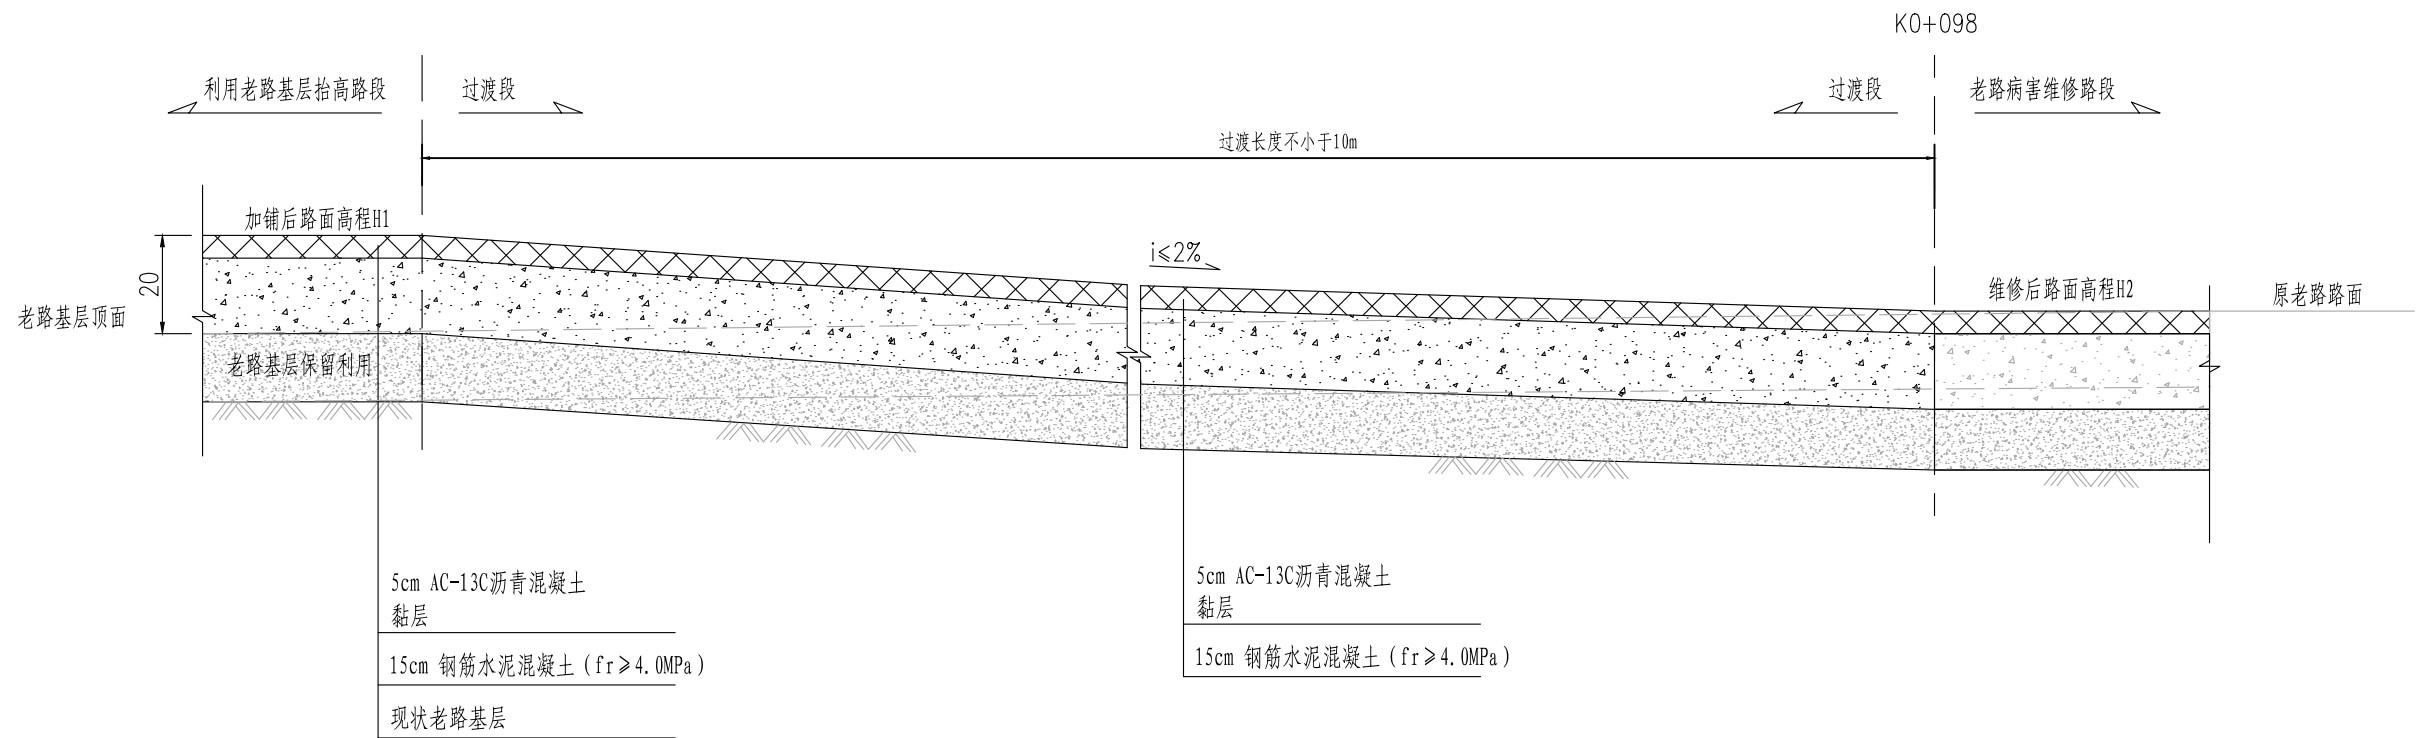 K0+098
利用老路基层抬高路段
过渡段
过渡段
老路病害维修路段
过渡长度不小于10m
加铺后路面高程H1
i≤2%
20
维修后路面高程H2
原老路路面
老路基层顶面
老路基层保留利用
5cm AC-13C沥青混凝土
黏层
15cm 钢筋水泥混凝土（fr≥4.0MPa）
现状老路基层
5cm AC-13C沥青混凝土
黏层
15cm 钢筋水泥混凝土（fr≥4.0MPa）